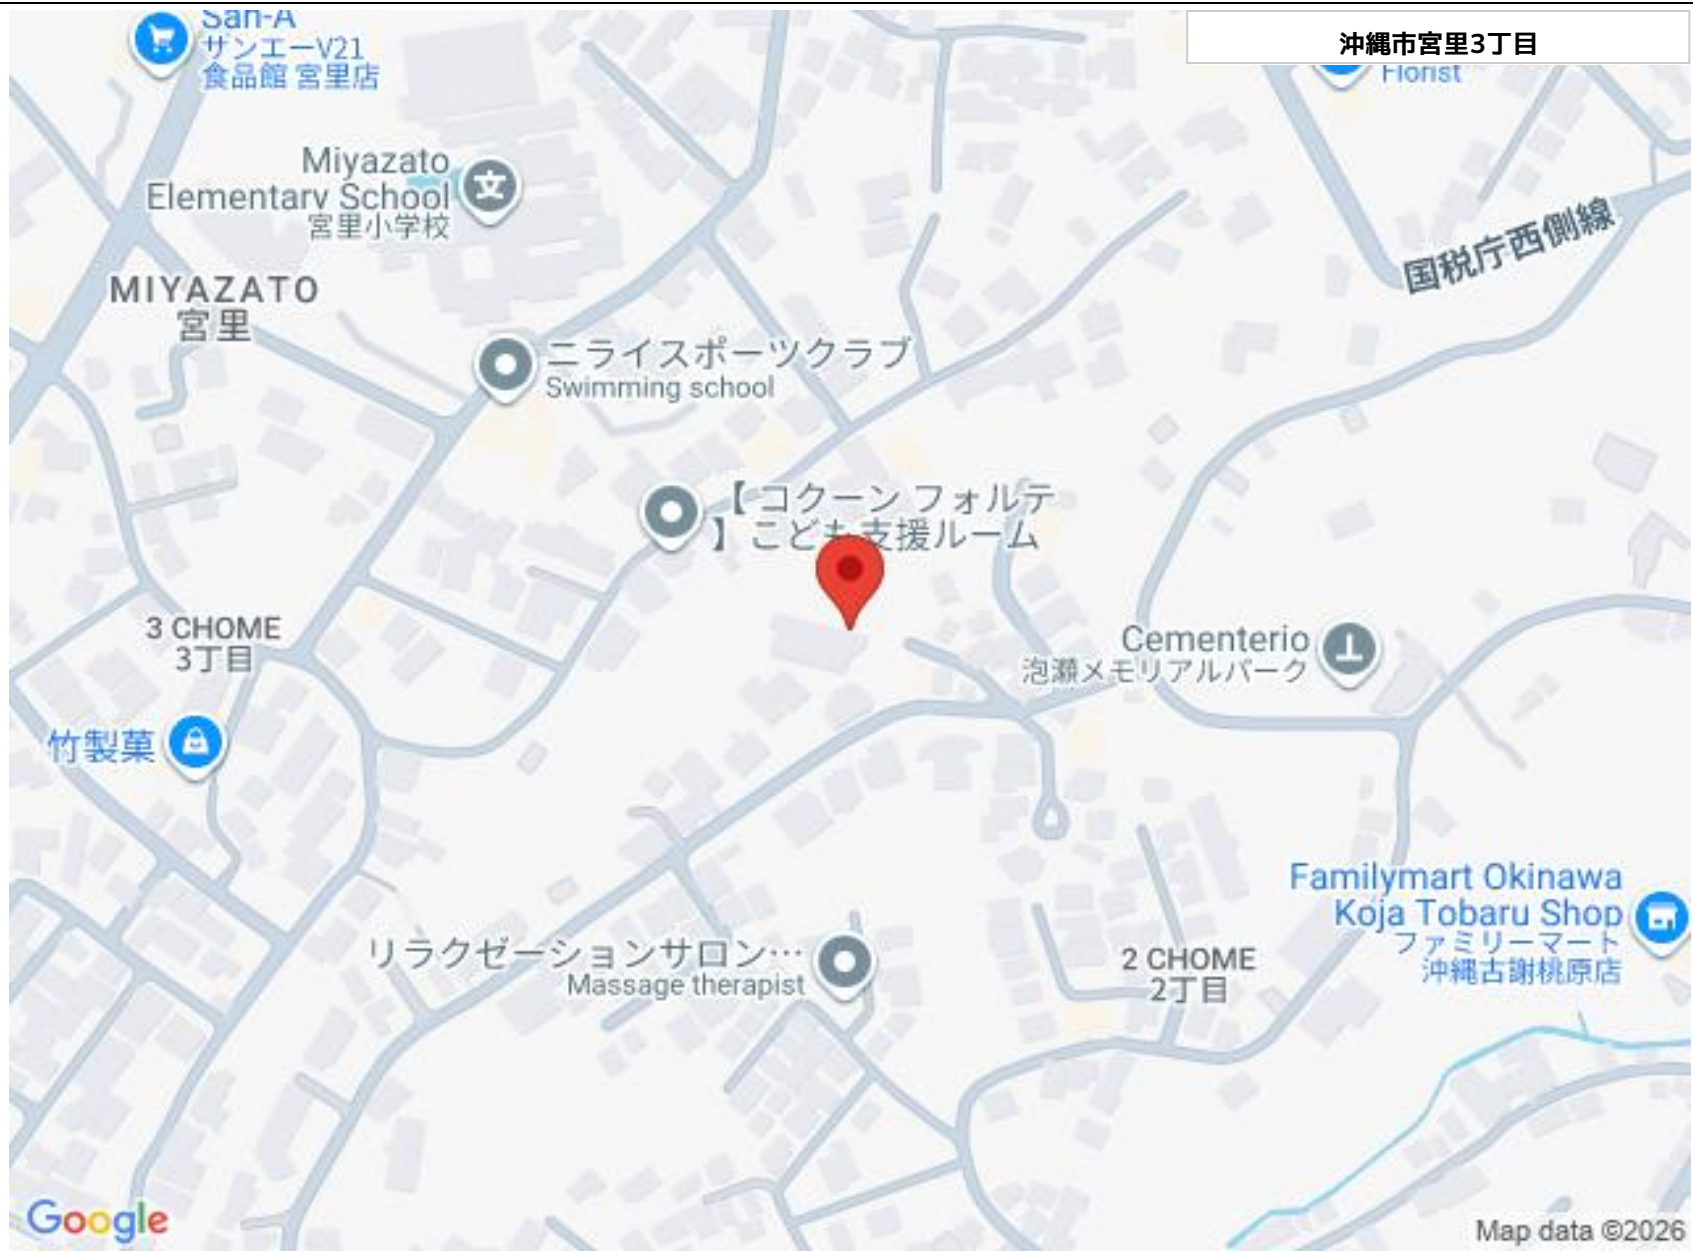 沖縄市宮里3丁目
San-A
サンエーV21
食品館 宮里店
Florist
Miyazato
Elementary School
宮里小学校
国税庁西側線
MIYAZATO
宮里
ニライスポーツクラブ
Swimming school
【 コクーン フォルテ
】こども支援ルーム
3 CHOME
3丁目
Cementerio
泡瀬メモリアルパーク
竹製菓
Familymart Okinawa
Koja Tobaru Shop
ファミリーマート
沖縄古謝桃原店
リラクゼーションサロン…
Massage therapist
2 CHOME
2丁目
Google
Map data ©2026